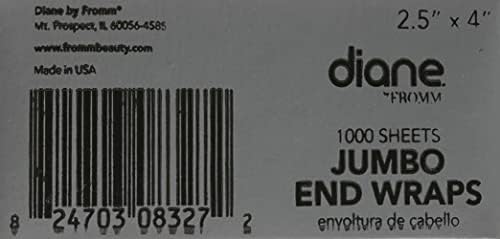 Diane by Fromm®
Mt. Prospect, IL 60056-4585
www.frommbeauty.com
Made in USA
8 24703 08327 2
2.5" x 4"
diane.
by FROMM
1000 SHEETS
JUMBO
END WRAPS
envoltura de cabello